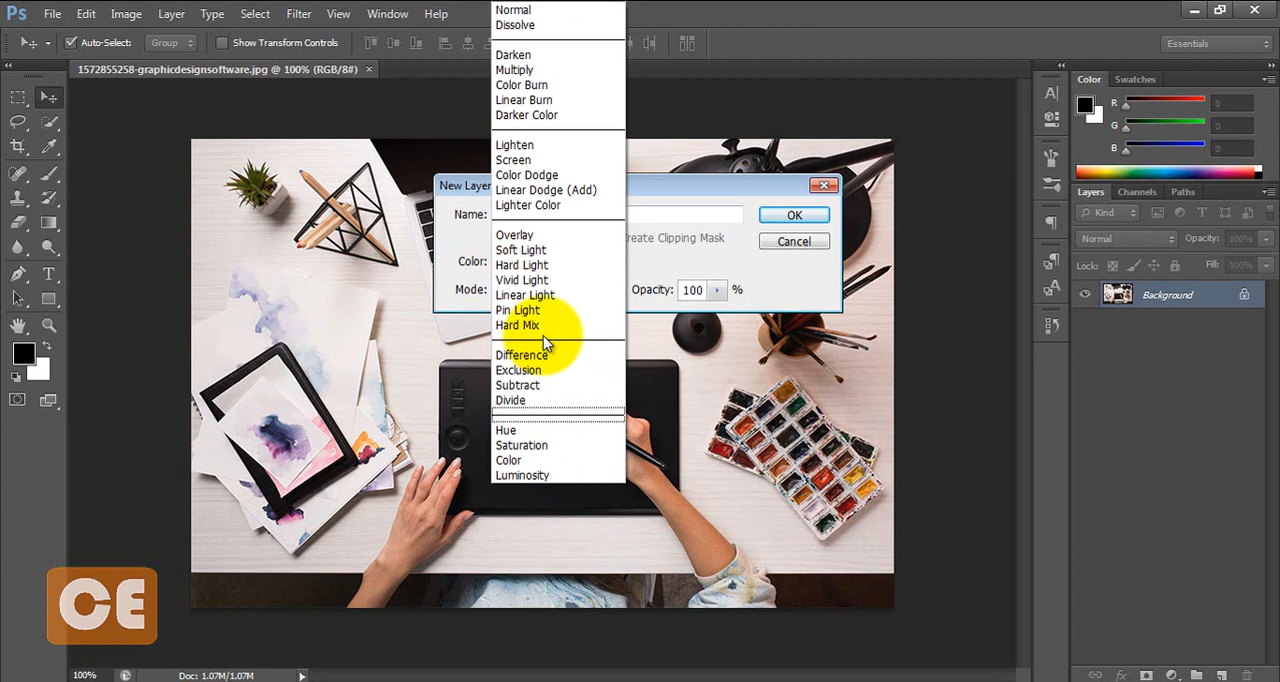 Ps File Edit Image Layer Type Select Filter View Window Help
Auto-Select: Group Show Transform Controls Essentials
1572855258-graphicdesignsoftware.jpg @ 100% (RGB/8#) ×
Normal
Dissolve
Darken
Multiply
Color Burn
Linear Burn
Darker Color
Lighten
Screen
Color Dodge
Linear Dodge (Add)
Lighter Color
Overlay
Soft Light
Hard Light
Vivid Light
Linear Light
Pin Light
Hard Mix
Difference
Exclusion
Subtract
Divide
Hue
Saturation
Color
Luminosity
New Layer
Name: OK
reate Clipping Mask Cancel
Color:
Mode: Opacity: 100 %
Color Swatches
R 0
G 0
B 0
Layers Channels Paths
Kind
Normal Opacity: 100%
Lock: Fill: 100%
Background
CE
100% Doc: 1.07M/1.07M